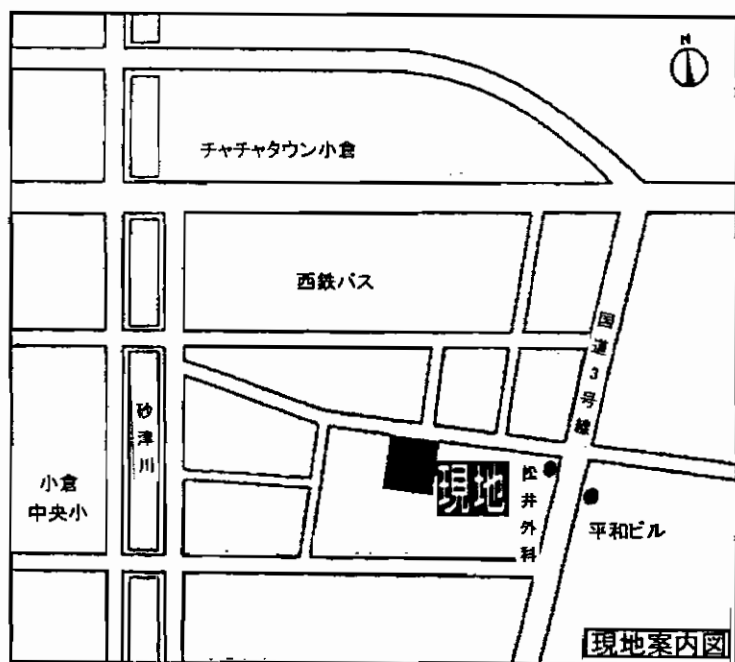 N
チャチャタウン小倉
西鉄バス
国道3号線
砂津川
小倉
中央小
現地
松井外科
平和ビル
現地案内図